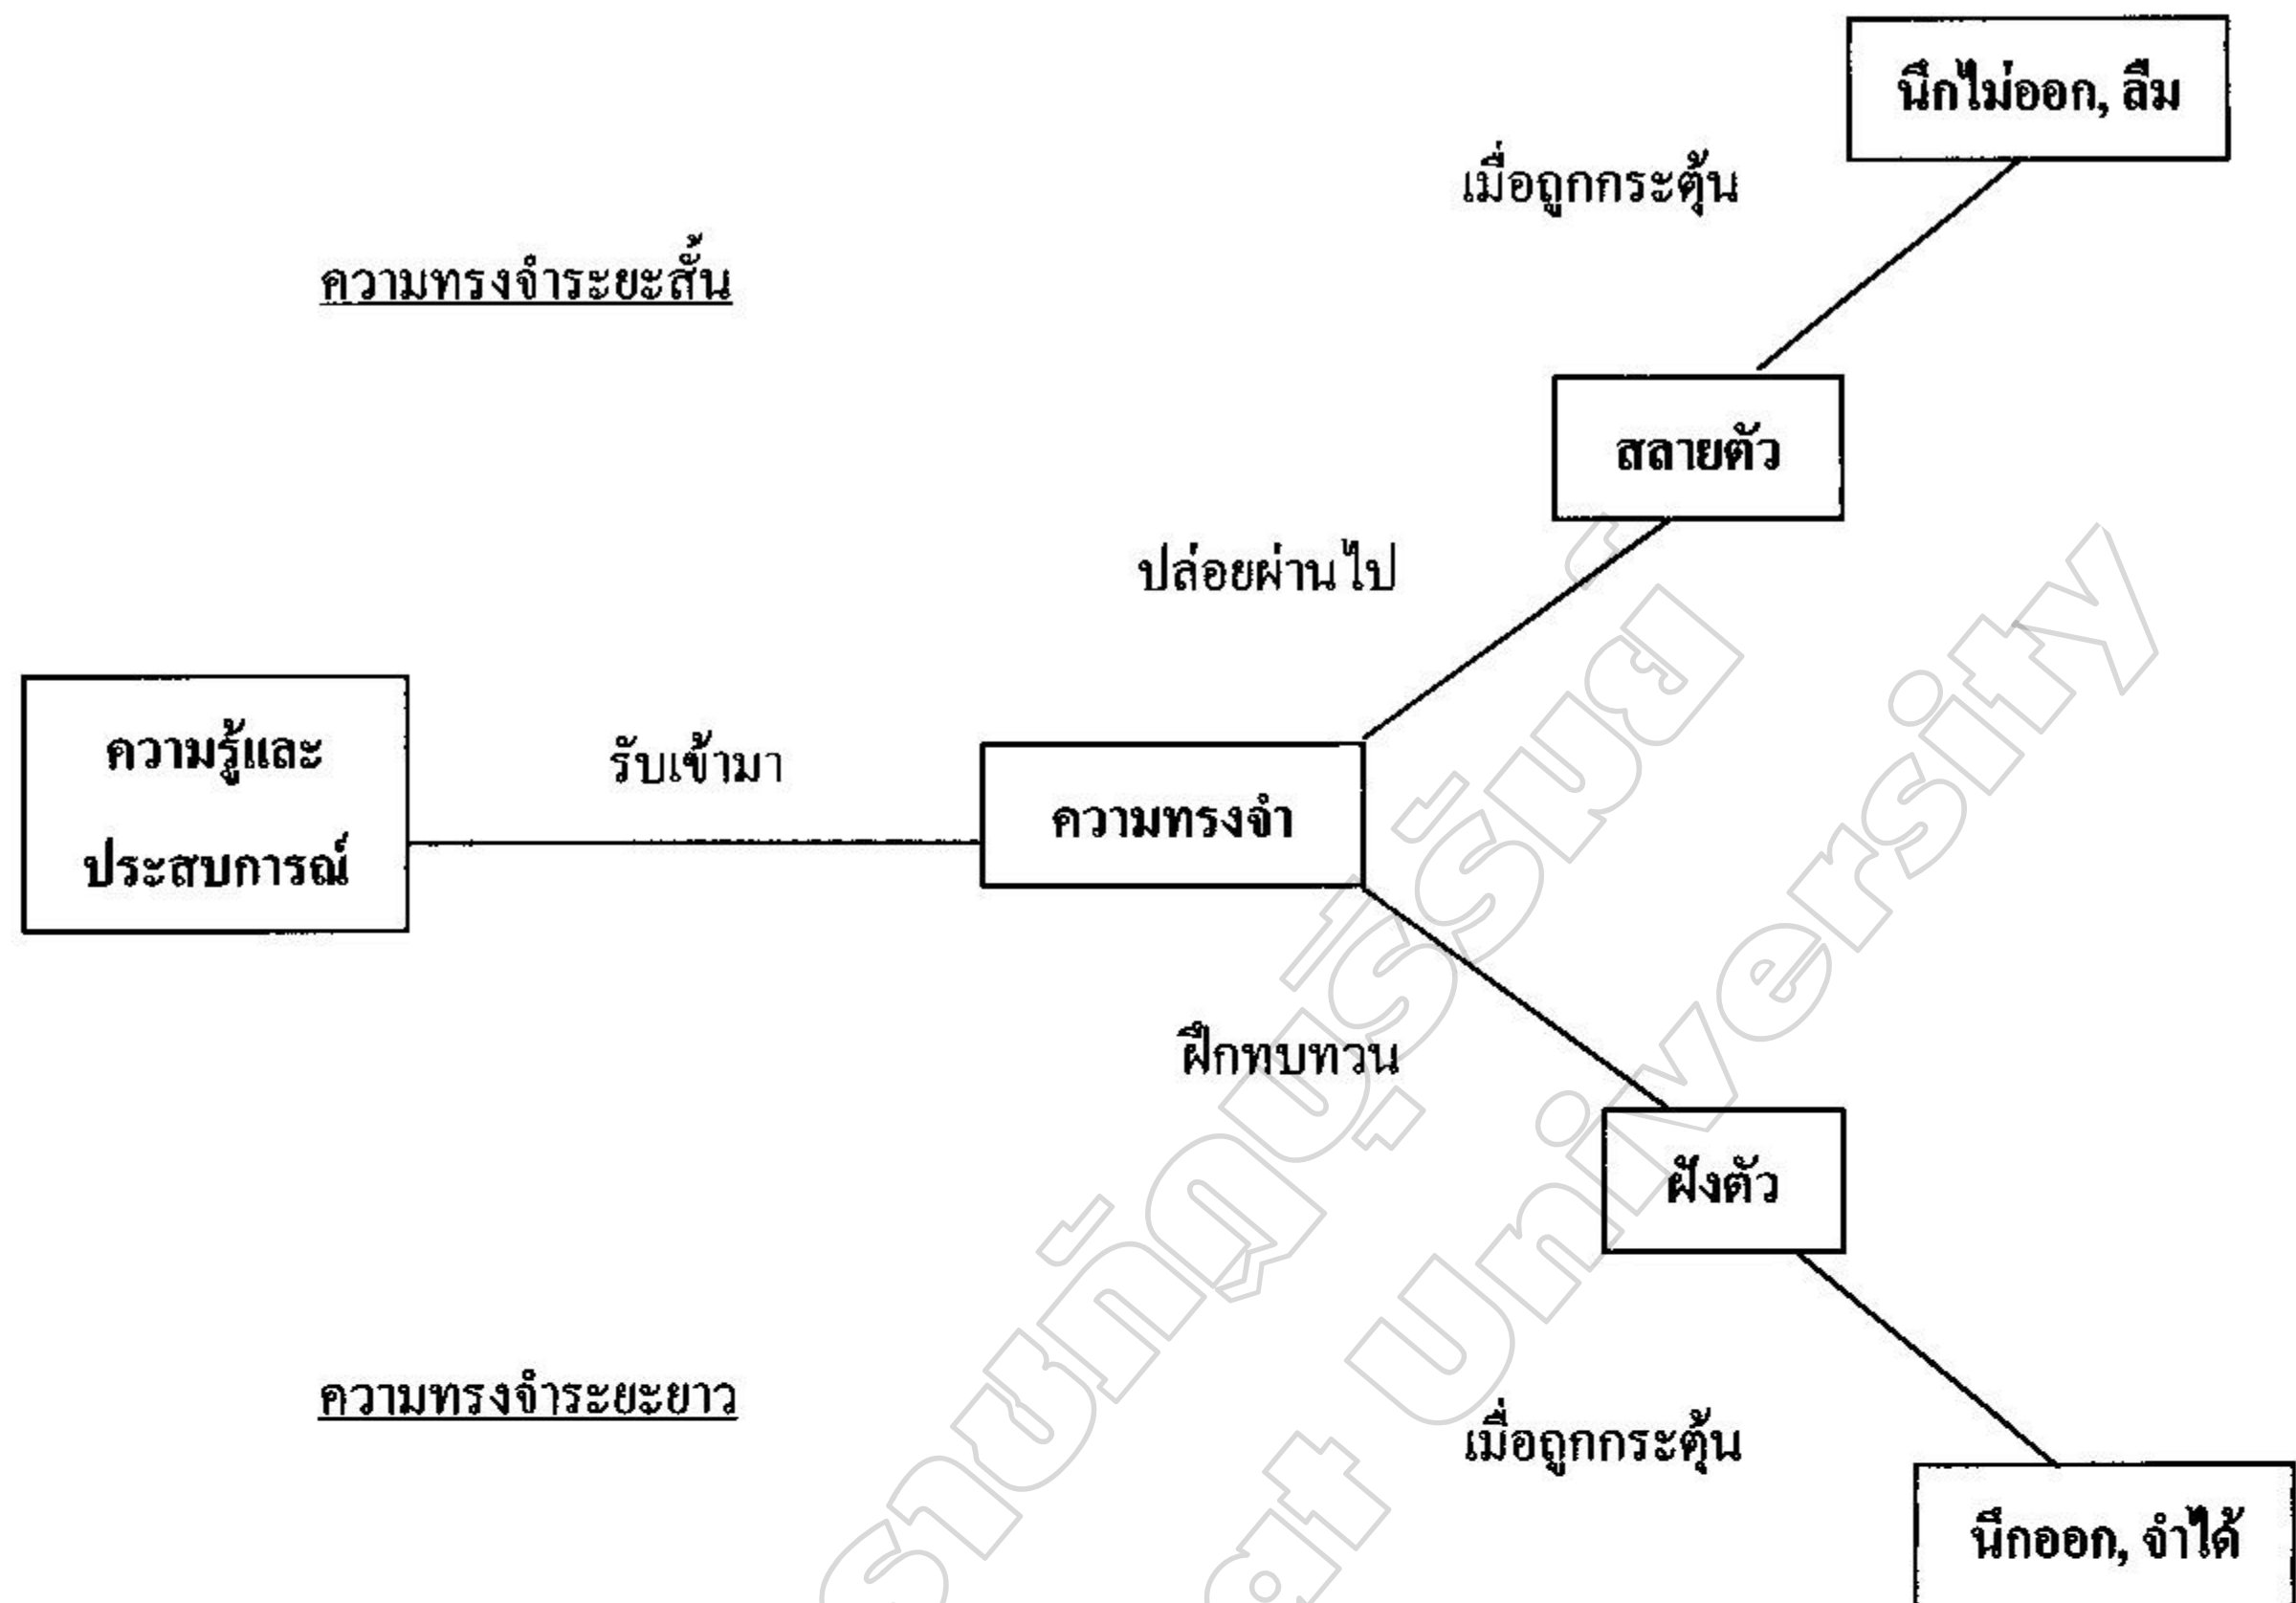 นึกไม่ออก, ลืม
เมื่อถูกกระตุ้น
ความทรงจำระยะสั้น
สลายตัว
ปล่อยผ่านไป
ความรู้และ
ประสบการณ์
รับเข้ามา
ความทรงจำ
ฝึกทบทวน
ฝังตัว
ความทรงจำระยะยาว
เมื่อถูกกระตุ้น
นึกออก, จำได้
University